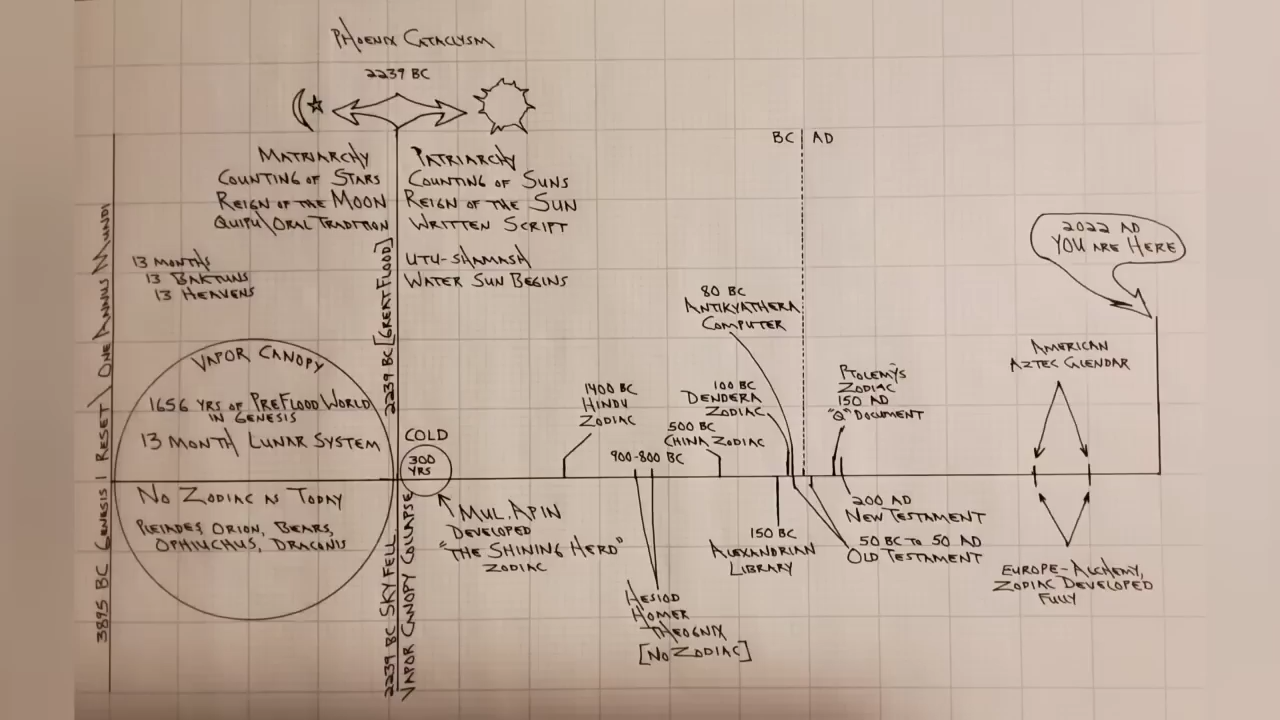 PHOENIX CATACLYSM
2239 BC
BC
AD
MATRIARCHY
COUNTING OF STARS
REIGN OF THE MOON
QUIPU\ORAL TRADITION
PATRIARCHY
COUNTING OF SUNS
REIGN OF THE SUN
WRITTEN SCRIPT
UTU-SHAMASH
WATER SUN BEGINS
13 MONTHS
13 BAKTUNS
13 HEAVENS
3895 BC GENESIS 1 RESET\ ONE ANNUS MUNDI
2239 BC [GREAT FLOOD]
2022 AD
YOU ARE HERE
VAPOR CANOPY
1656 YRS OF PREFLOOD WORLD
IN GENESIS
13 MONTH LUNAR SYSTEM
NO ZODIAC AS TODAY
PLEIADES, ORION, BEARS,
OPHIUCHUS, DRACONIS
2239 BC SKY FELL
VAPOR CANOPY COLLAPSE
COLD
300
YRS
MUL.APIN
DEVELOPED
"THE SHINING HERD"
ZODIAC
1400 BC
HINDU
ZODIAC
900-800 BC
HESIOD
HOMER
THEOGNIX
[NO ZODIAC]
500 BC
CHINA ZODIAC
100 BC
DENDERA
ZODIAC
80 BC
ANTIKYATHERA
COMPUTER
150 BC
ALEXANDRIAN
LIBRARY
PTOLEMY'S
ZODIAC
150 AD
"Q" DOCUMENT
200 AD
NEW TESTAMENT
50 BC TO 50 AD
OLD TESTAMENT
AMERICAN
AZTEC CALENDAR
EUROPE-ALCHEMY,
ZODIAC DEVELOPED
FULLY